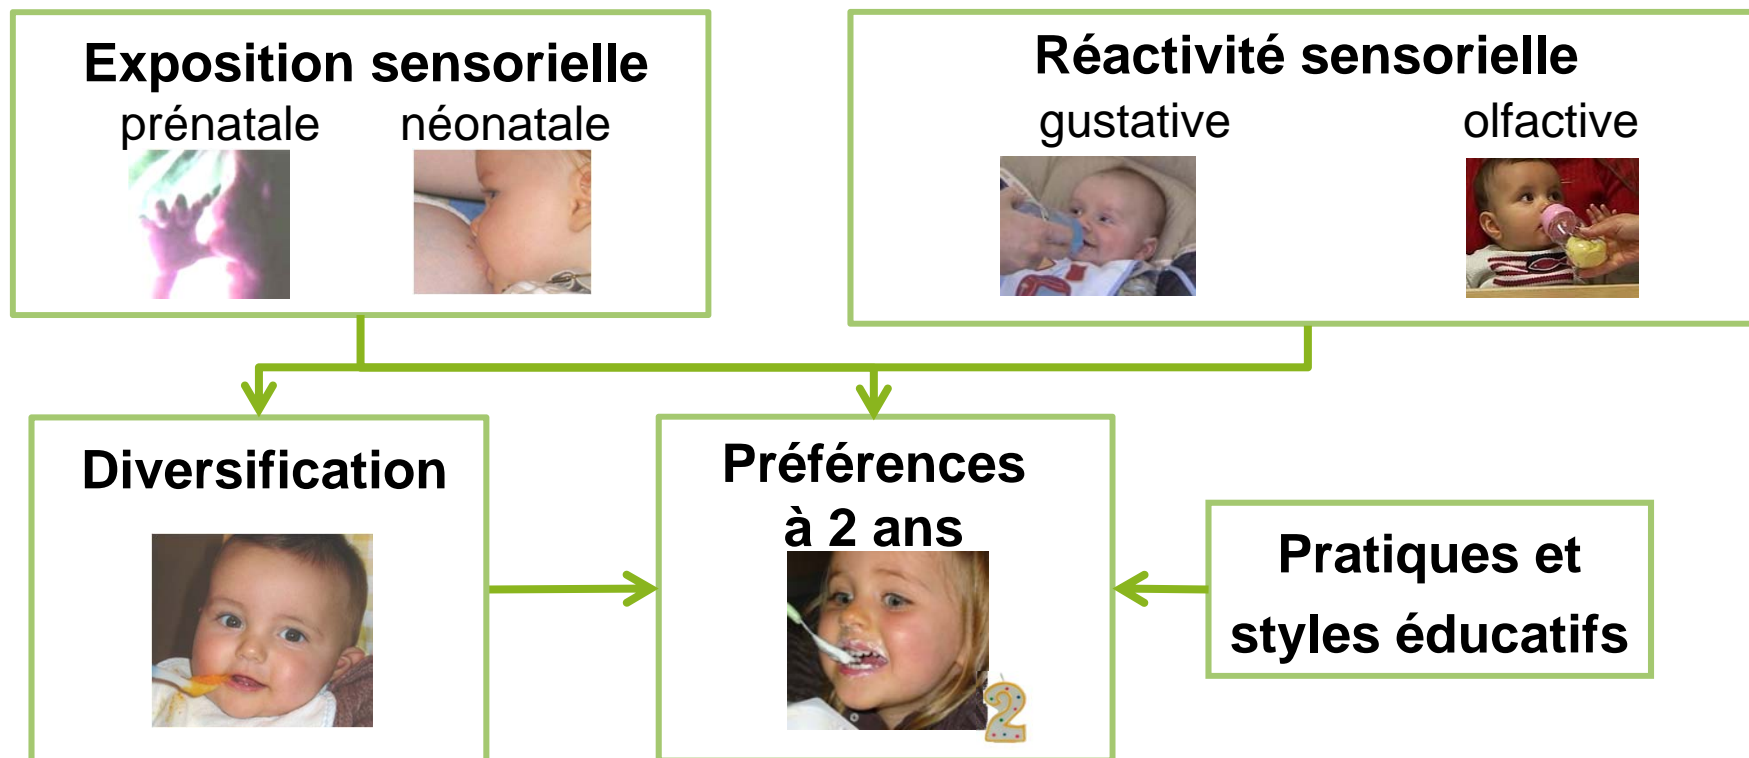 Exposition sensorielle
prénatale néonatale
Réactivité sensorielle
gustative olfactive
Diversification
Préférences
à 2 ans
2
Pratiques et
styles éducatifs